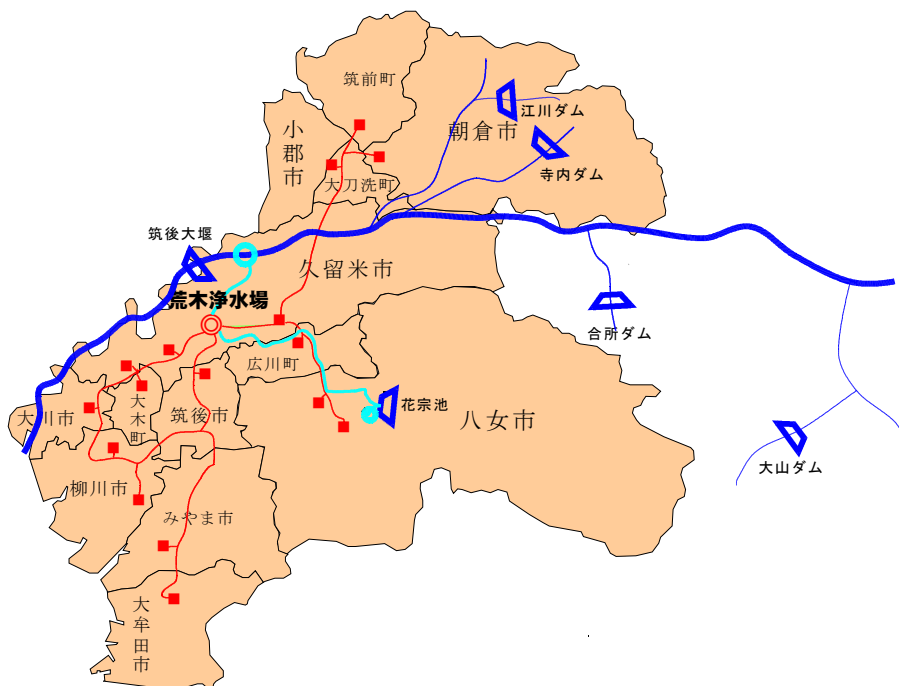 筑前町
江川ダム
朝倉市
小郡市
寺内ダム
大刀洗町
筑後大堰
久留米市
荒木浄水場
合所ダム
広川町
花宗池
大川市
大木町
筑後市
八女市
大山ダム
柳川市
みやま市
大牟田市